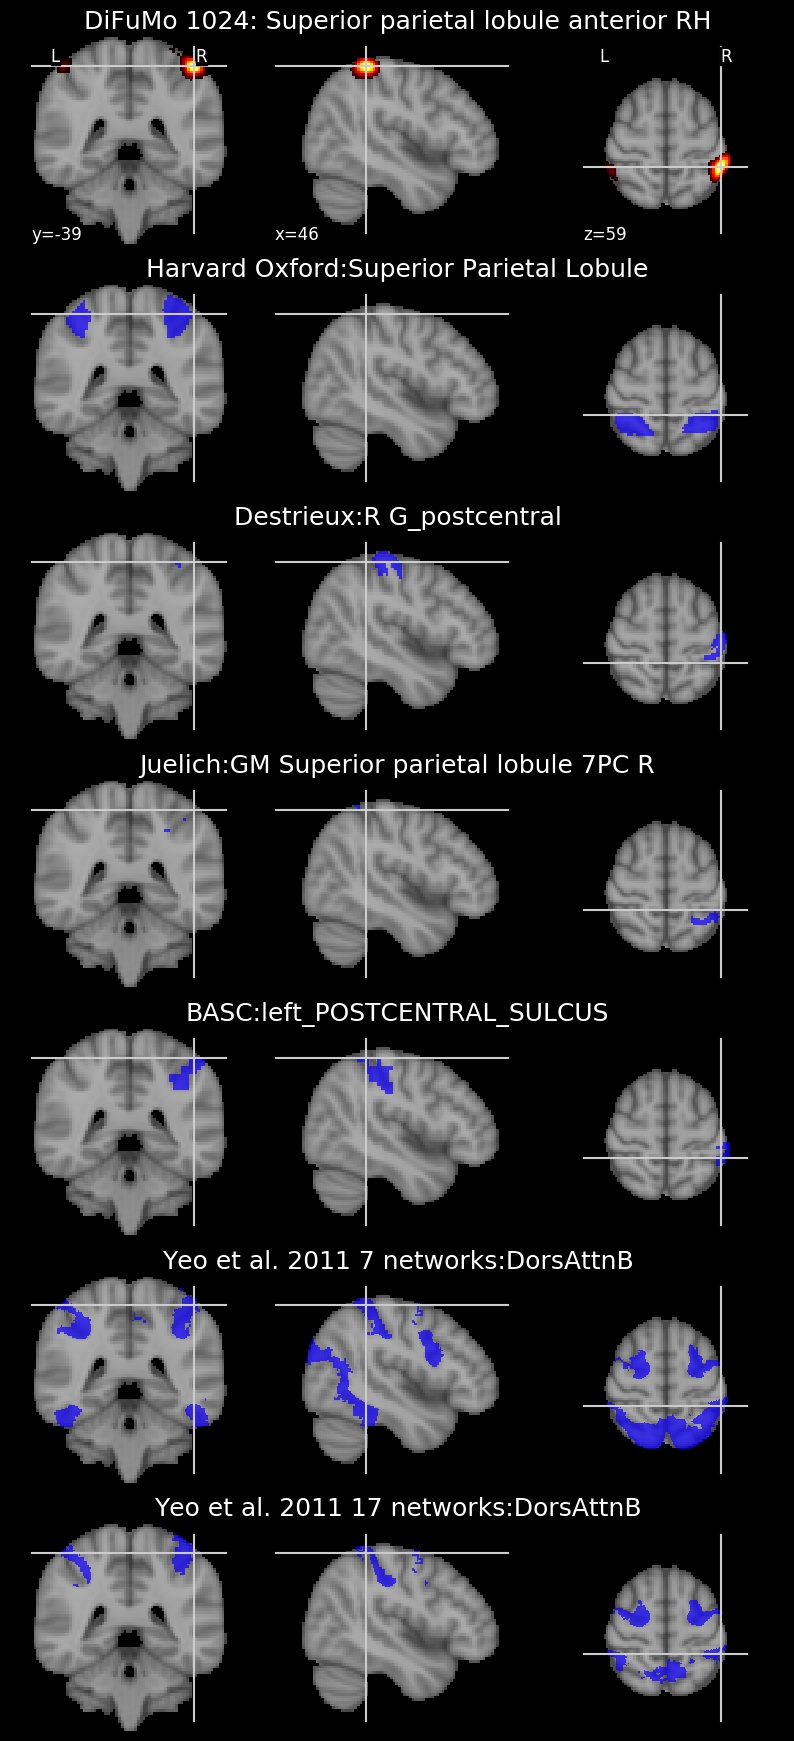 DiFuMo 1024: Superior parietal lobule anterior RH
L R L R
y=-39 x=46 z=59
Harvard Oxford:Superior Parietal Lobule
Destrieux:R G_postcentral
Juelich:GM Superior parietal lobule 7PC R
BASC:left_POSTCENTRAL_SULCUS
Yeo et al. 2011 7 networks:DorsAttnB
Yeo et al. 2011 17 networks:DorsAttnB